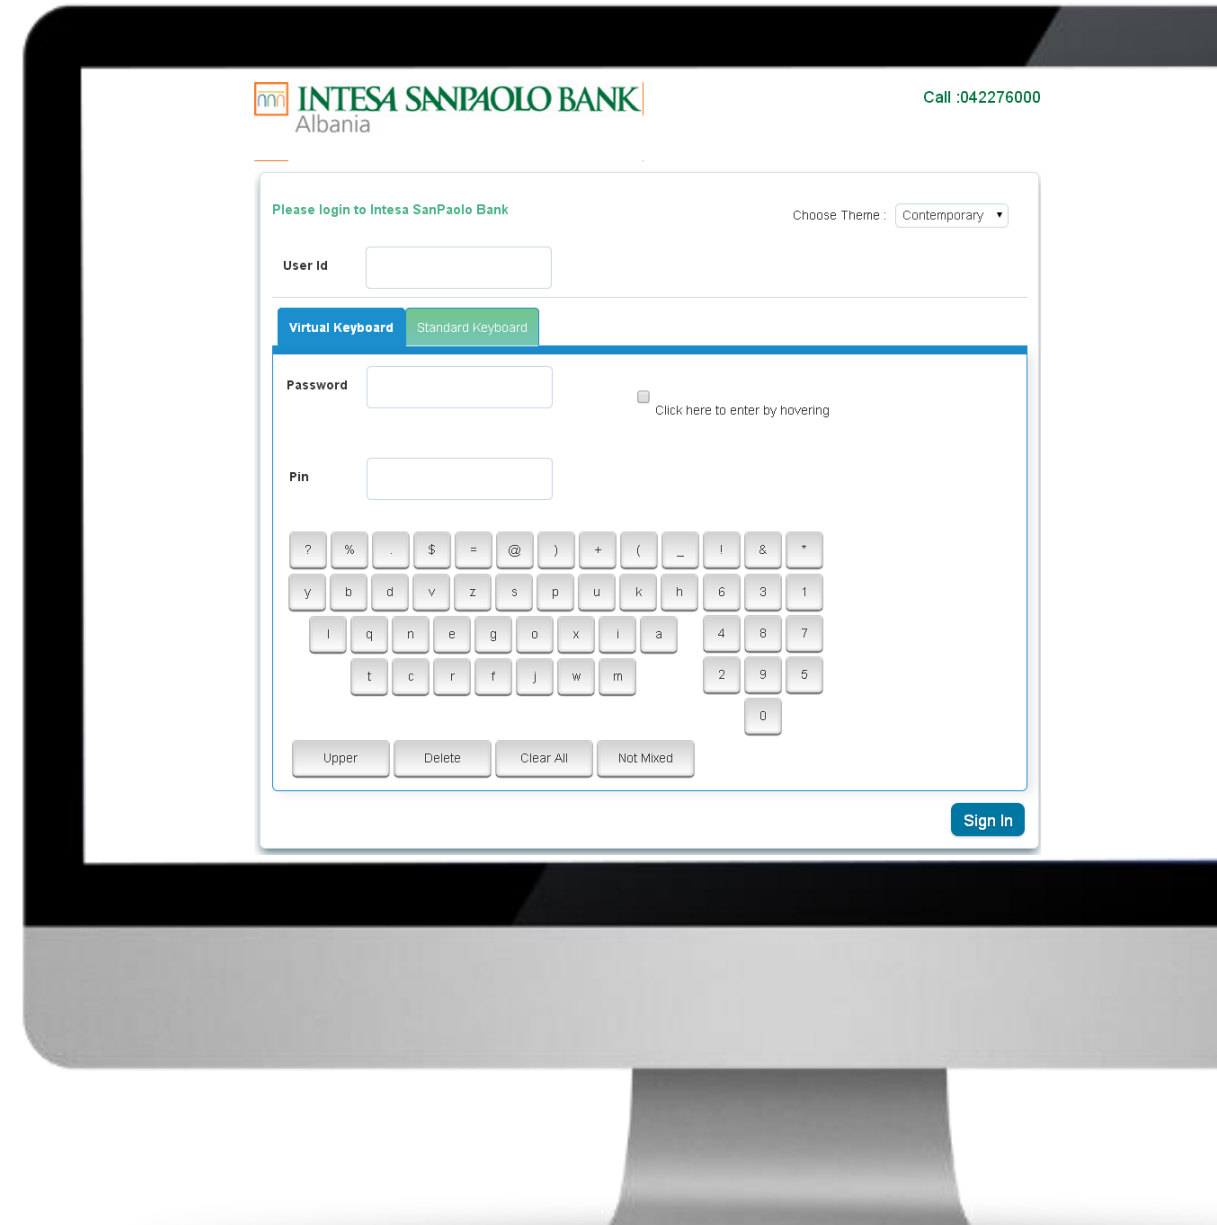 INTESA SANPAOLO BANK
Albania
Call :042276000
Please login to Intesa SanPaolo Bank
Choose Theme : Contemporary
User Id
Virtual Keyboard Standard Keyboard
Password
Click here to enter by hovering
Pin
? % . $ = @ ) + ( _ ! & *
y b d v z s p u k h 6 3 1
l q n e g o x i a 4 8 7
t c r f j w m 2 9 5
0
Upper Delete Clear All Not Mixed
Sign In